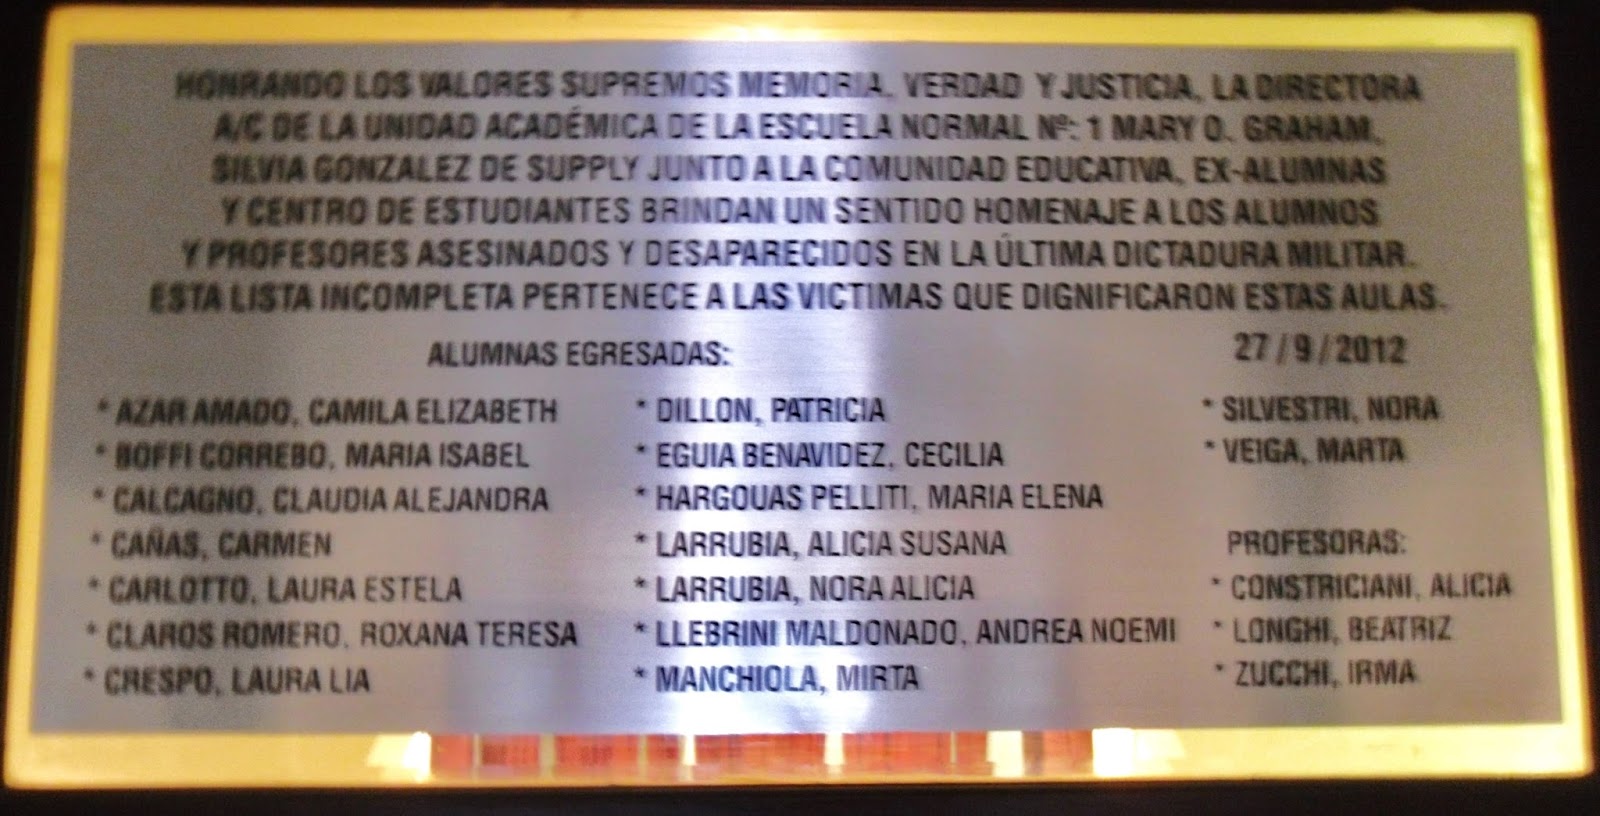 HONRANDO LOS VALORES SUPREMOS MEMORIA, VERDAD Y JUSTICIA, LA DIRECTORA
A/C DE LA UNIDAD ACADÉMICA DE LA ESCUELA NORMAL Nº: 1 MARY O. GRAHAM,
SILVIA GONZALEZ DE SUPPLY JUNTO A LA COMUNIDAD EDUCATIVA, EX-ALUMNAS
Y CENTRO DE ESTUDIANTES BRINDAN UN SENTIDO HOMENAJE A LOS ALUMNOS
Y PROFESORES ASESINADOS Y DESAPARECIDOS EN LA ÚLTIMA DICTADURA MILITAR.
ESTA LISTA INCOMPLETA PERTENECE A LAS VICTIMAS QUE DIGNIFICARON ESTAS AULAS.
27/9/2012
ALUMNAS EGRESADAS:
* AZAR AMADO, CAMILA ELIZABETH
* BOFFI CORREBO, MARIA ISABEL
* CALCAGNO, CLAUDIA ALEJANDRA
* CAÑAS, CARMEN
* CARLOTTO, LAURA ESTELA
* CLAROS ROMERO, ROXANA TERESA
* CRESPO, LAURA LIA
* DILLON, PATRICIA
* EGUIA BENAVIDEZ, CECILIA
* HARGOUAS PELLITI, MARIA ELENA
* LARRUBIA, ALICIA SUSANA
* LARRUBIA, NORA ALICIA
* LLEBRINI MALDONADO, ANDREA NOEMI
* MANCHIOLA, MIRTA
* SILVESTRI, NORA
* VEIGA, MARTA
PROFESORAS:
* CONSTRICIANI, ALICIA
* LONGHI, BEATRIZ
* ZUCCHI, IRMA